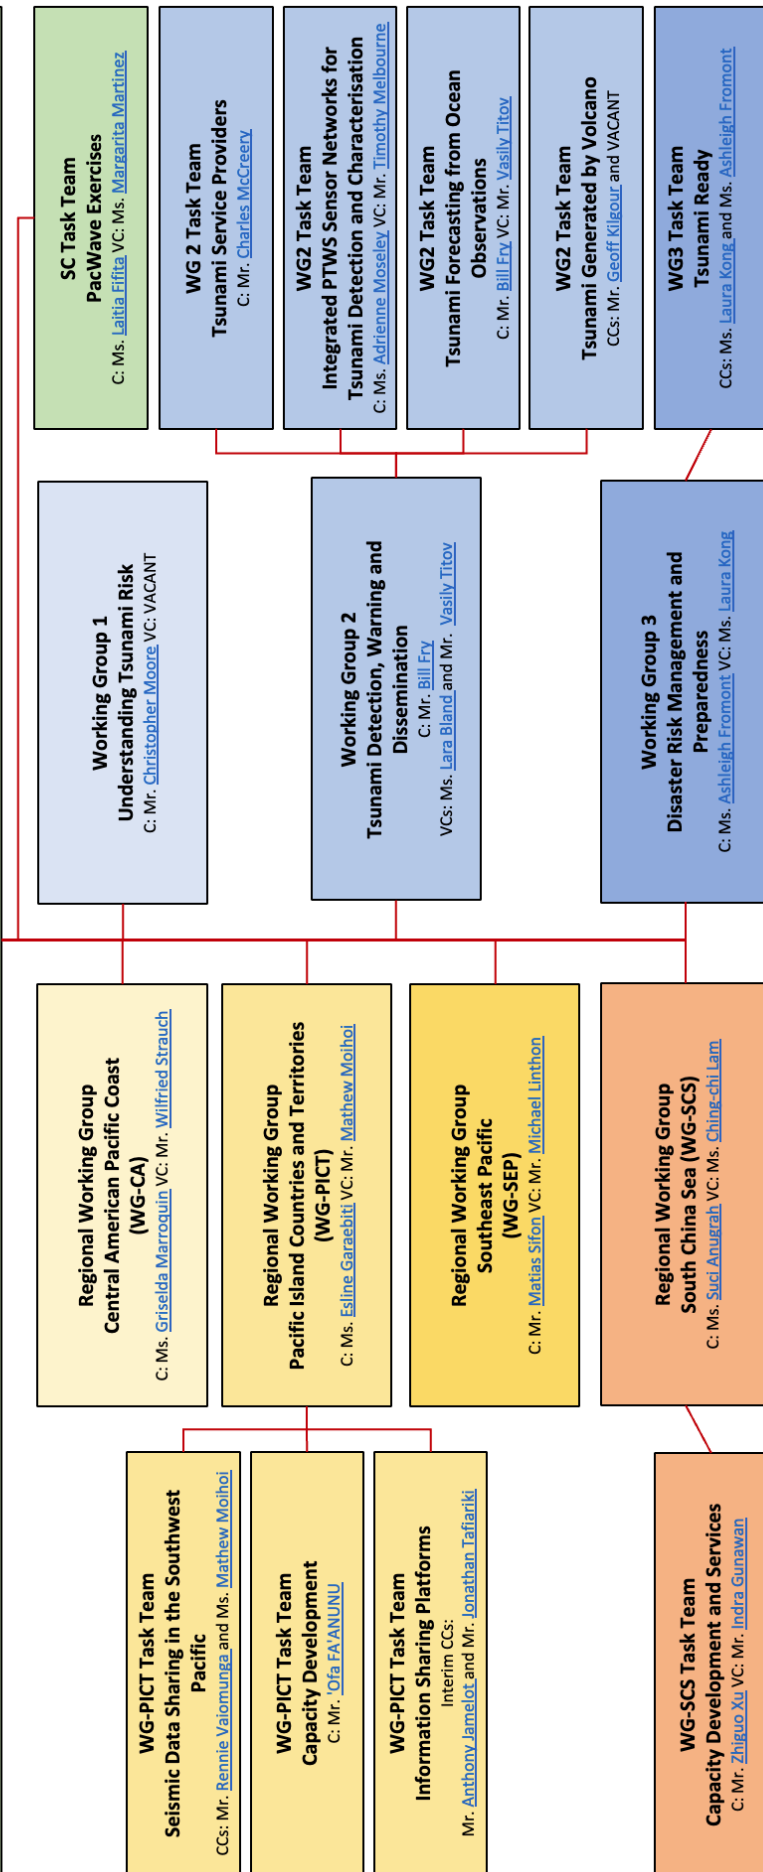 WG-PICT Task Team
Seismic Data Sharing in the Southwest
Pacific
CCs: Mr. Rennie Vaiomunga and Ms. Mathew Moihoi
WG-PICT Task Team
Capacity Development
C: Mr. 'Ofa FA'ANUNU
WG-PICT Task Team
Information Sharing Platforms
Interim CCs:
Mr. Anthony Jamelot and Mr. Jonathan Tafiariki
WG-SCS Task Team
Capacity Development and Services
C: Mr. Zhiguo Xu VC: Mr. Indra Gunawan
Regional Working Group
Central American Pacific Coast
(WG-CA)
C: Ms. Griselda Marroquin VC: Mr. Wilfried Strauch
Regional Working Group
Pacific Island Countries and Territories
(WG-PICT)
C: Ms. Esline Garaebiti VC: Mr. Mathew Moihoi
Regional Working Group
Southeast Pacific
(WG-SEP)
C: Mr. Matias Sifon VC: Mr. Michael Linthon
Regional Working Group
South China Sea (WG-SCS)
C: Ms. Suci Anugrah VC: Ms. Ching-chi Lam
Working Group 1
Understanding Tsunami Risk
C: Mr. Christopher Moore VC: VACANT
Working Group 2
Tsunami Detection, Warning and
Dissemination
C: Mr. Bill Fry
VCs: Ms. Lara Bland and Mr. Vasily Titov
Working Group 3
Disaster Risk Management and
Preparedness
C: Ms. Ashleigh Fromont VC: Ms. Laura Kong
SC Task Team
PacWave Exercises
C: Ms. Laitia Fifita VC: Ms. Margarita Martinez
WG 2 Task Team
Tsunami Service Providers
C: Mr. Charles McCreery
WG2 Task Team
Integrated PTWS Sensor Networks for
Tsunami Detection and Characterisation
C: Ms. Adrienne Moseley VC: Mr. Timothy Melbourne
WG2 Task Team
Tsunami Forecasting from Ocean
Observations
C: Mr. Bill Fry VC: Mr. Vasily Titov
WG2 Task Team
Tsunami Generated by Volcano
CCs: Mr. Geoff Kilgour and VACANT
WG3 Task Team
Tsunami Ready
CCs: Ms. Laura Kong and Ms. Ashleigh Fromont